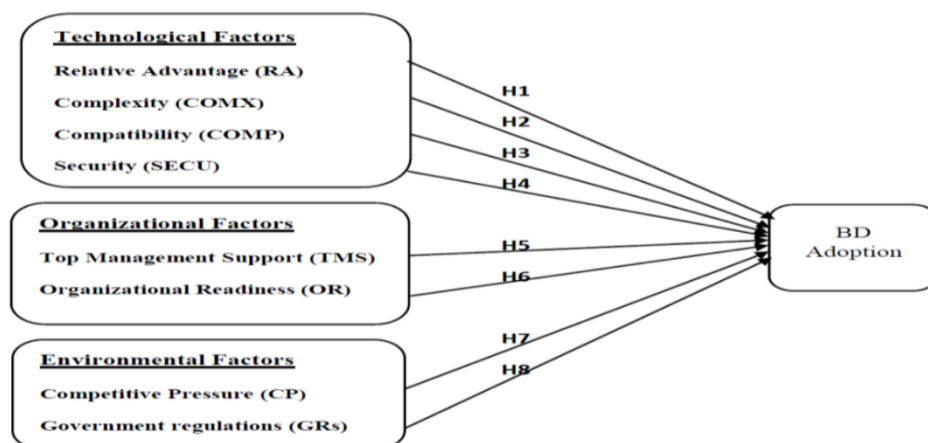 Technological Factors
Relative Advantage (RA)
Complexity (COMX)
Compatibility (COMP)
Security (SECU)
H1
H2
H3
H4
Organizational Factors
Top Management Support (TMS)
Organizational Readiness (OR)
H5
H6
BD
Adoption
Environmental Factors
Competitive Pressure (CP)
Government regulations (GRs)
H7
H8